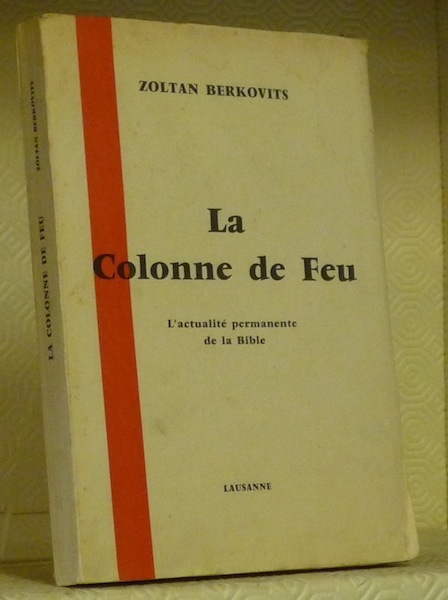 ZOLTAN BERKOVITS
La
Colonne de Feu
L'actualité permanente
de la Bible
LAUSANNE
LA COLONNE DE FEU
ZOLTAN BERKOVITS